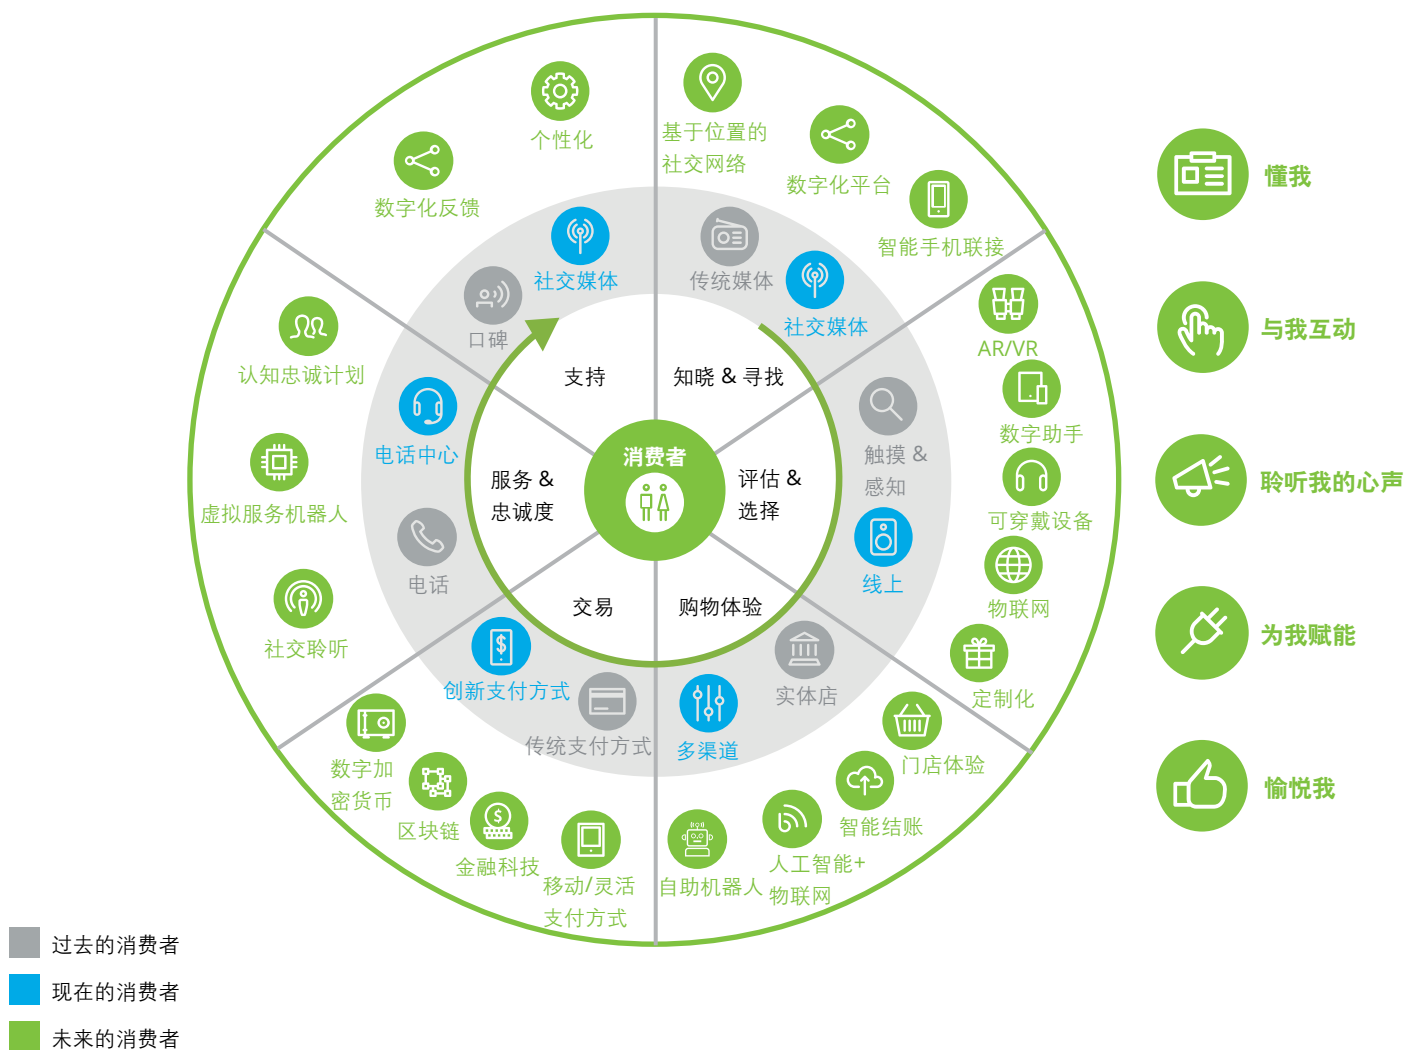 个性化
数字化反馈
社交媒体
口碑
支持
基于位置的
社交网络
数字化平台
智能手机联接
传统媒体
社交媒体
知晓 & 寻找
AR/VR
数字助手
可穿戴设备
物联网
定制化
触摸 &
感知
线上
评估 &
选择
门店体验
智能结账
人工智能+
物联网
自助机器人
实体店
多渠道
购物体验
交易
创新支付方式
传统支付方式
数字加
密货币
区块链
金融科技
移动/灵活
支付方式
服务 &
忠诚度
电话中心
电话
认知忠诚计划
虚拟服务机器人
社交聆听
消费者
懂我
与我互动
聆听我的心声
为我赋能
愉悦我
过去的消费者
现在的消费者
未来的消费者
$
$